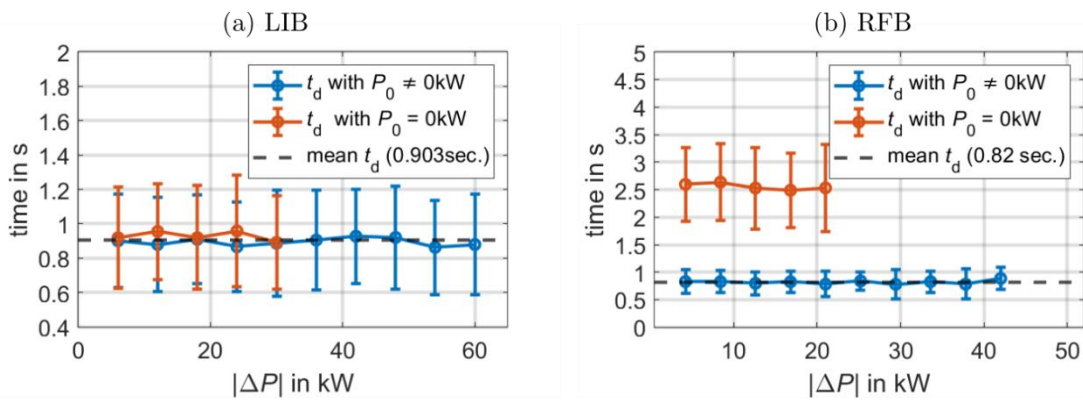 (a) LIB
2
1.8
1.6
1.4
1.2
1
0.8
0.6
0.4
time in s
0 20 40 60
|ΔP| in kW
t_d with P_0 ≠ 0kW
t_d with P_0 = 0kW
mean t_d (0.903sec.)
(b) RFB
5
4.5
4
3.5
3
2.5
2
1.5
1
0.5
0
time in s
10 20 30 40 50
|ΔP| in kW
t_d with P_0 ≠ 0kW
t_d with P_0 = 0kW
mean t_d (0.82 sec.)